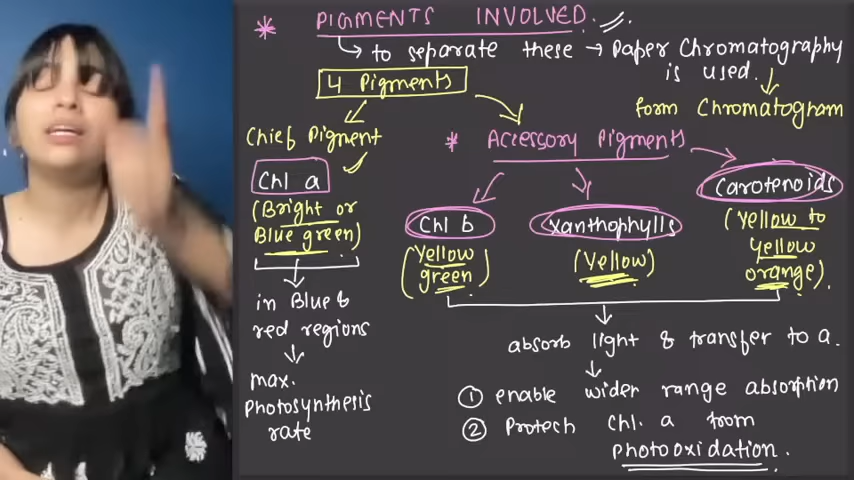 * PIGMENTS INVOLVED.
↳ to separate these → Paper Chromatography
is used.
form Chromatogram
4 Pigments
Chief Pigment
Chl a
(Bright or
Blue green)
in Blue &
red regions
max.
Photosynthesis
rate
* Accessory Pigments
Chl b
(Yellow
green)
Xanthophylls
(Yellow)
Carotenoids
(Yellow to
yellow
orange).
absorb light & transfer to a.
① enable wider range absorption
② Protech Chl. a from
photooxidation.